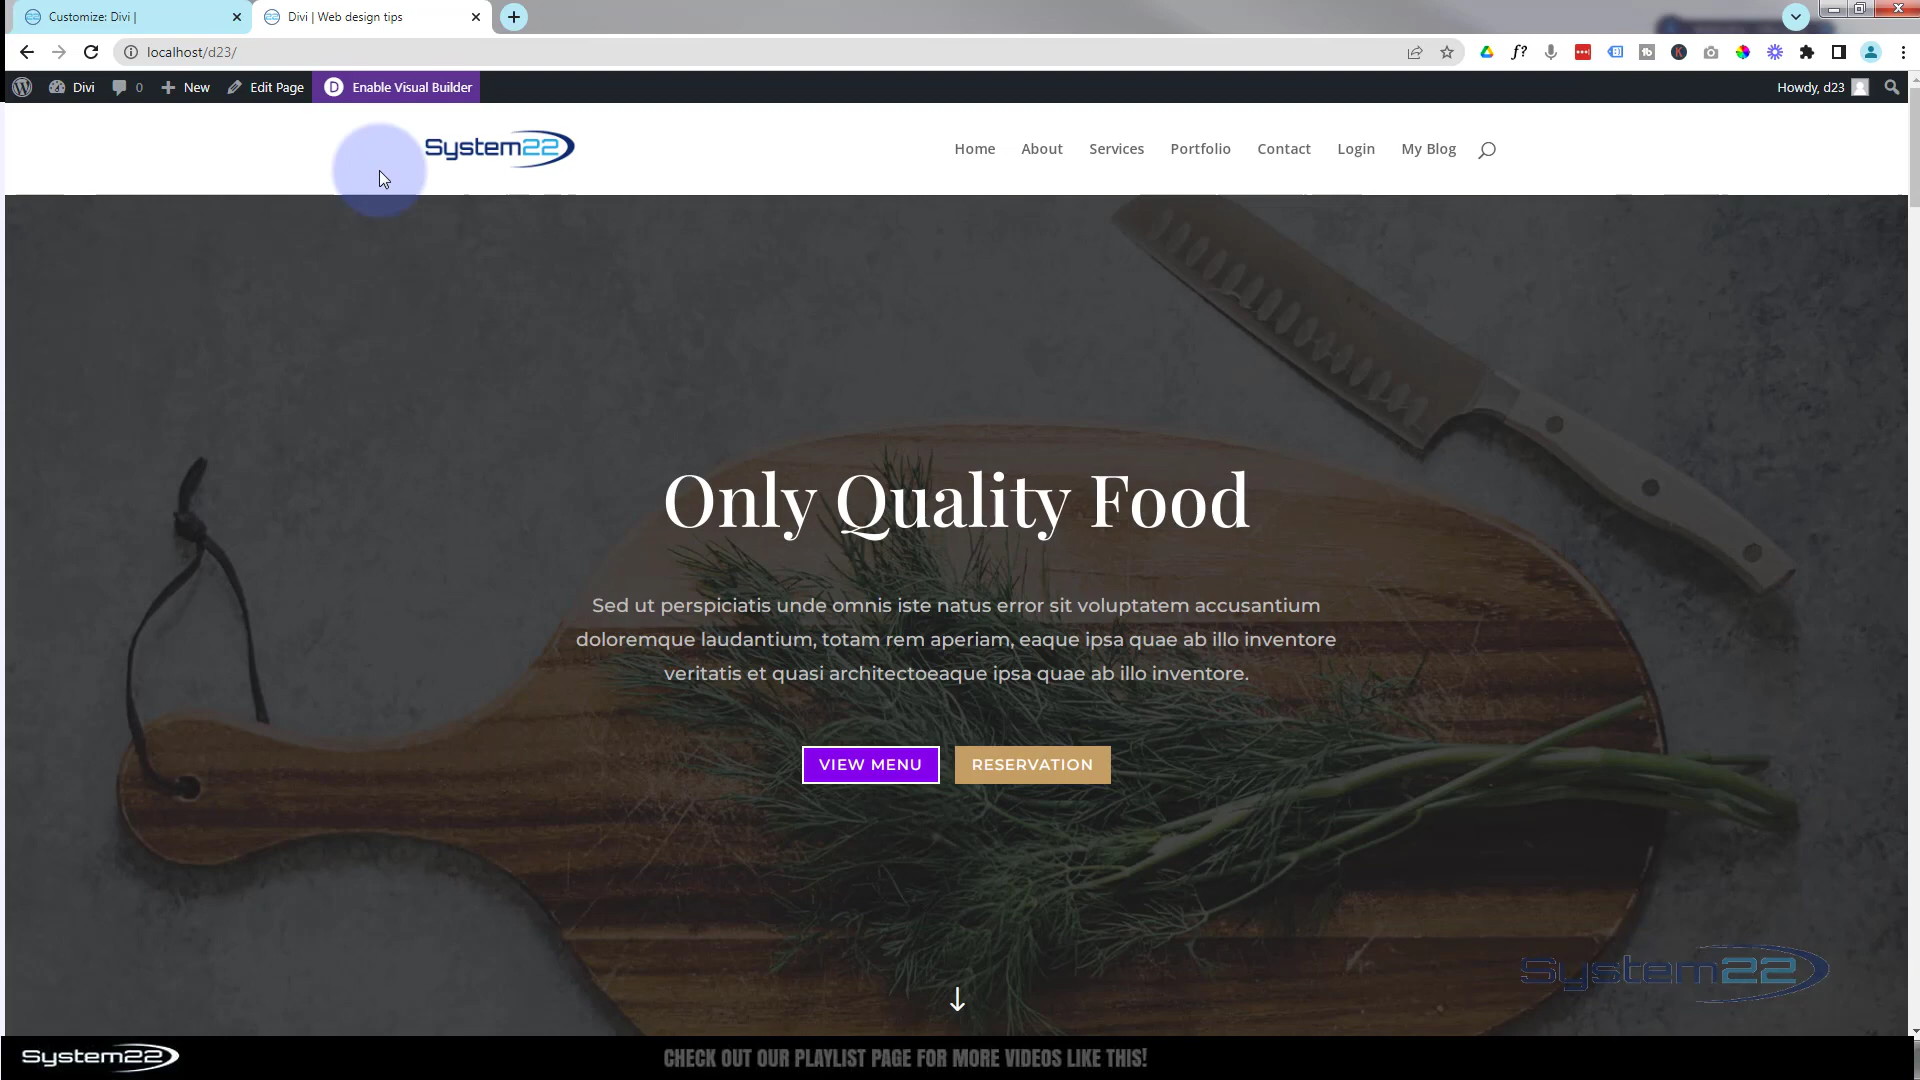 Customize: Divi |
Divi | Web design tips
localhost/d23/
Divi
0
New
Edit Page
D
Enable Visual Builder
Howdy, d23
System22
Home
About
Services
Portfolio
Contact
Login
My Blog
Only Quality Food
Sed ut perspiciatis unde omnis iste natus error sit voluptatem accusantium
doloremque laudantium, totam rem aperiam, eaque ipsa quae ab illo inventore
veritatis et quasi architectoeaque ipsa quae ab illo inventore.
VIEW MENU
RESERVATION
System22
System22
CHECK OUT OUR PLAYLIST PAGE FOR MORE VIDEOS LIKE THIS!